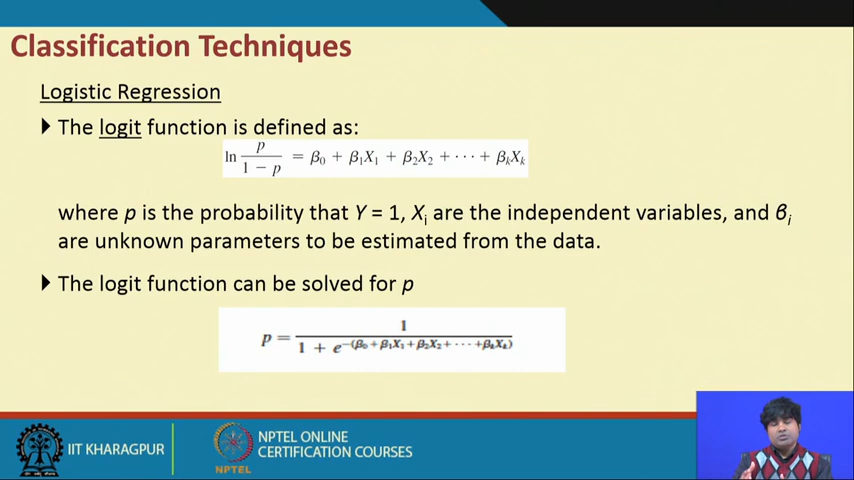 Classification Techniques
Logistic Regression
The logit function is defined as:
ln p / (1 − p) = β₀ + β₁X₁ + β₂X₂ + ··· + βₖXₖ
where p is the probability that Y = 1, Xᵢ are the independent variables, and βᵢ
are unknown parameters to be estimated from the data.
The logit function can be solved for p
p = 1 / (1 + e^−(β₀+β₁X₁+β₂X₂+···+βₖXₖ))
IIT KHARAGPUR
NPTEL
NPTEL ONLINE
CERTIFICATION COURSES